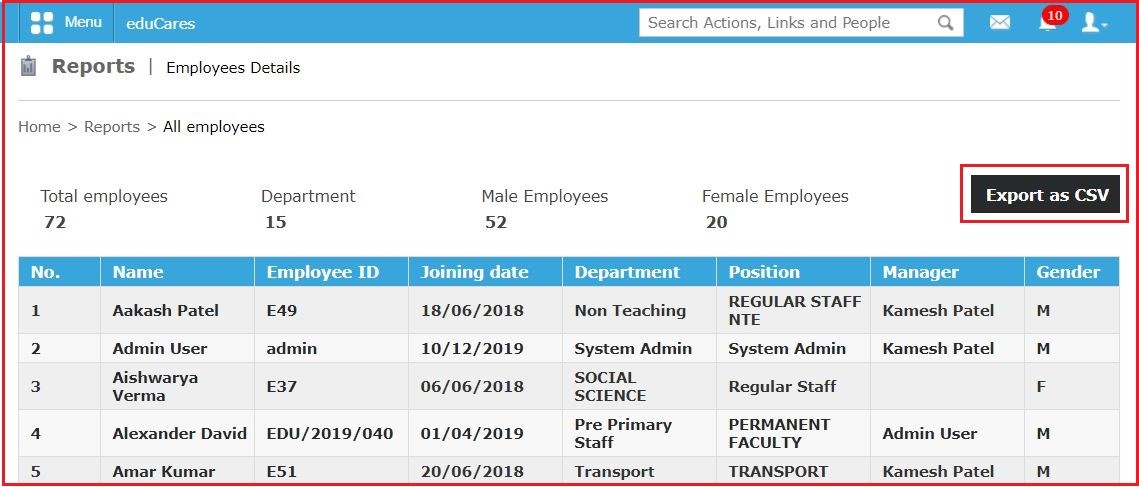 Menu eduCares Search Actions, Links and People 10
Reports | Employees Details
Home > Reports > All employees
Total employees Department Male Employees Female Employees Export as CSV
72 15 52 20
No. Name Employee ID Joining date Department Position Manager Gender
1 Aakash Patel E49 18/06/2018 Non Teaching REGULAR STAFF NTE Kamesh Patel M
2 Admin User admin 10/12/2019 System Admin System Admin Kamesh Patel M
3 Aishwarya Verma E37 06/06/2018 SOCIAL SCIENCE Regular Staff F
4 Alexander David EDU/2019/040 01/04/2019 Pre Primary Staff PERMANENT FACULTY Admin User M
5 Amar Kumar E51 20/06/2018 Transport TRANSPORT Kamesh Patel M